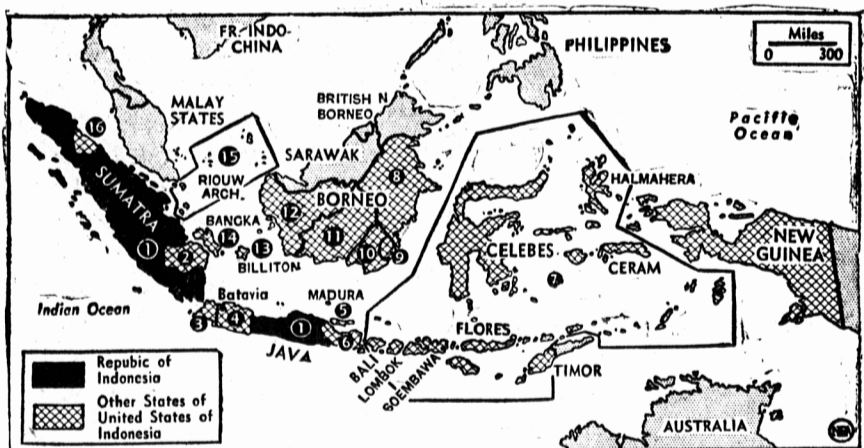 FR. INDO-
CHINA
PHILIPPINES
Miles
0 300
MALAY
STATES
BRITISH N
BORNEO
Pacific
Ocean
16
15
SARAWAK
RIOUW
ARCH.
8
HALMAHERA
SUMATRA
BORNEO
12
BANGKA
14
11
13
BILLITON
10
9
CELEBES
CERAM
NEW
GUINEA
1
2
7
Indian Ocean
Batavia
MADURA
5
3
4
1
6
FLORES
JAVA
BALI
LOMBOK
SOEMBAWA
TIMOR
Repubic of
Indonesia
Other States of
United States of
Indonesia
AUSTRALIA